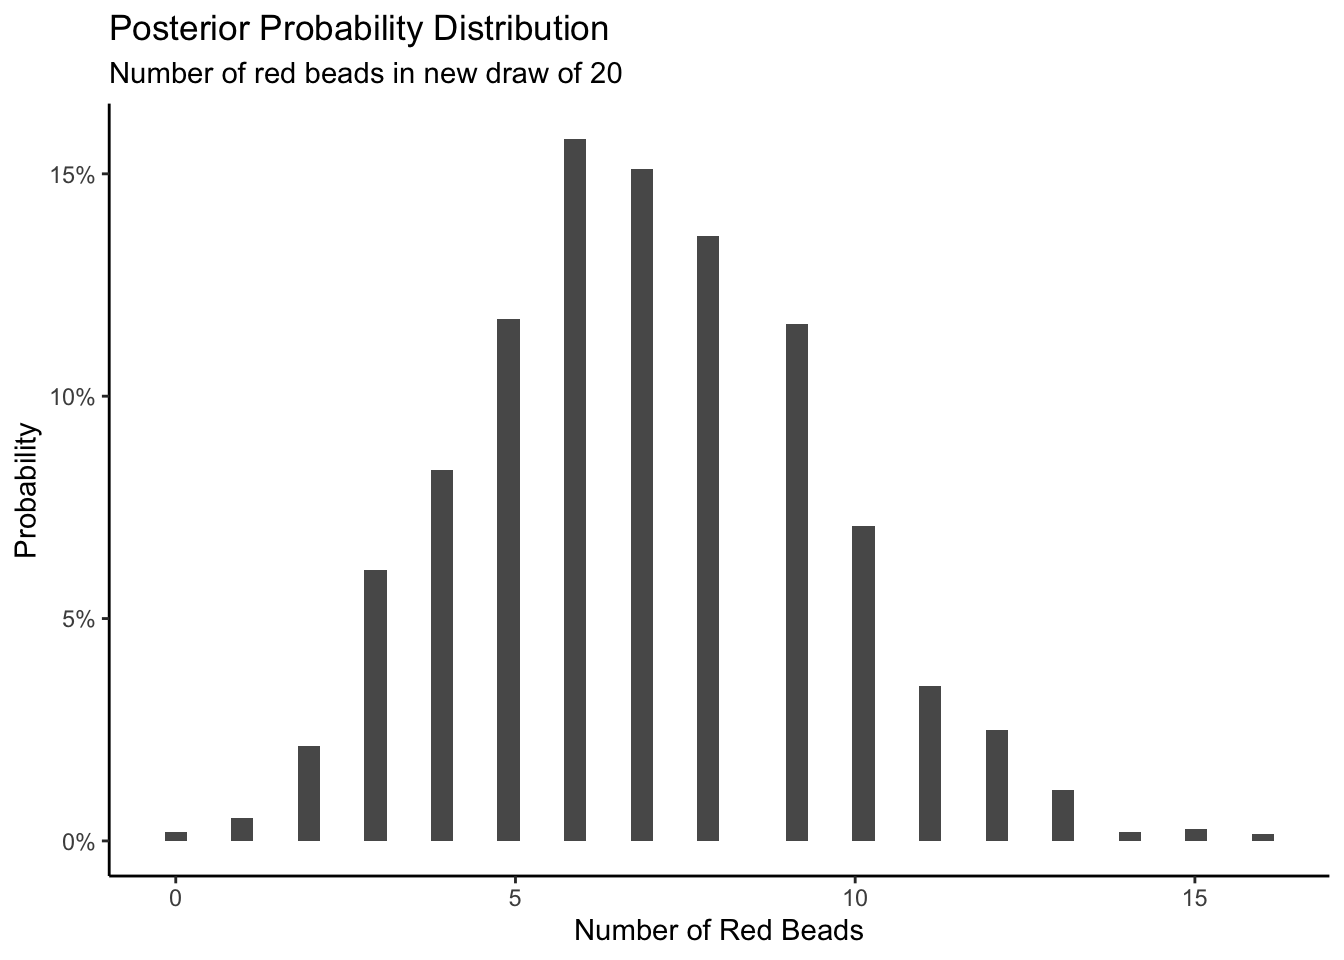 Posterior Probability Distribution
Number of red beads in new draw of 20
Probability
15%
10%
5%
0%
0 5 10 15
Number of Red Beads